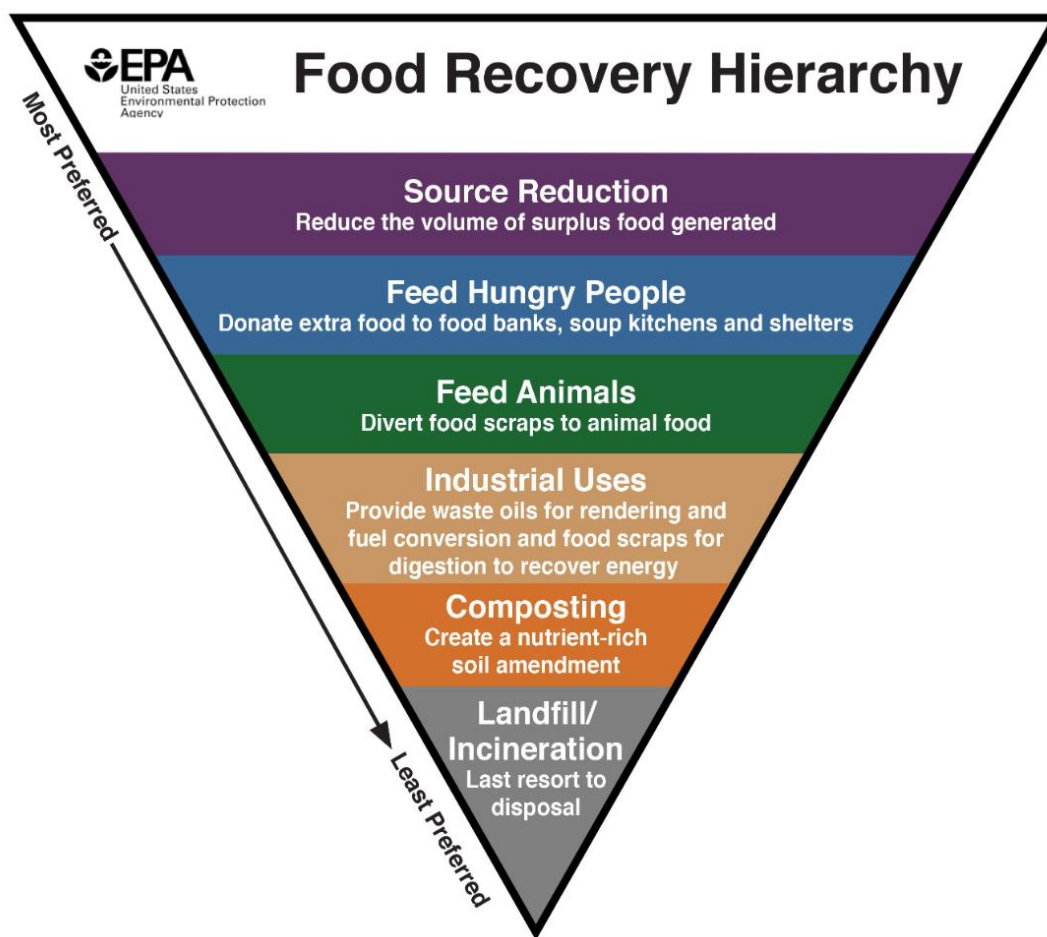 EPA
United States
Environmental Protection
Agency
Food Recovery Hierarchy
Most Preferred
Source Reduction
Reduce the volume of surplus food generated
Feed Hungry People
Donate extra food to food banks, soup kitchens and shelters
Feed Animals
Divert food scraps to animal food
Industrial Uses
Provide waste oils for rendering and
fuel conversion and food scraps for
digestion to recover energy
Composting
Create a nutrient-rich
soil amendment
Landfill/
Incineration
Last resort to
disposal
Least Preferred